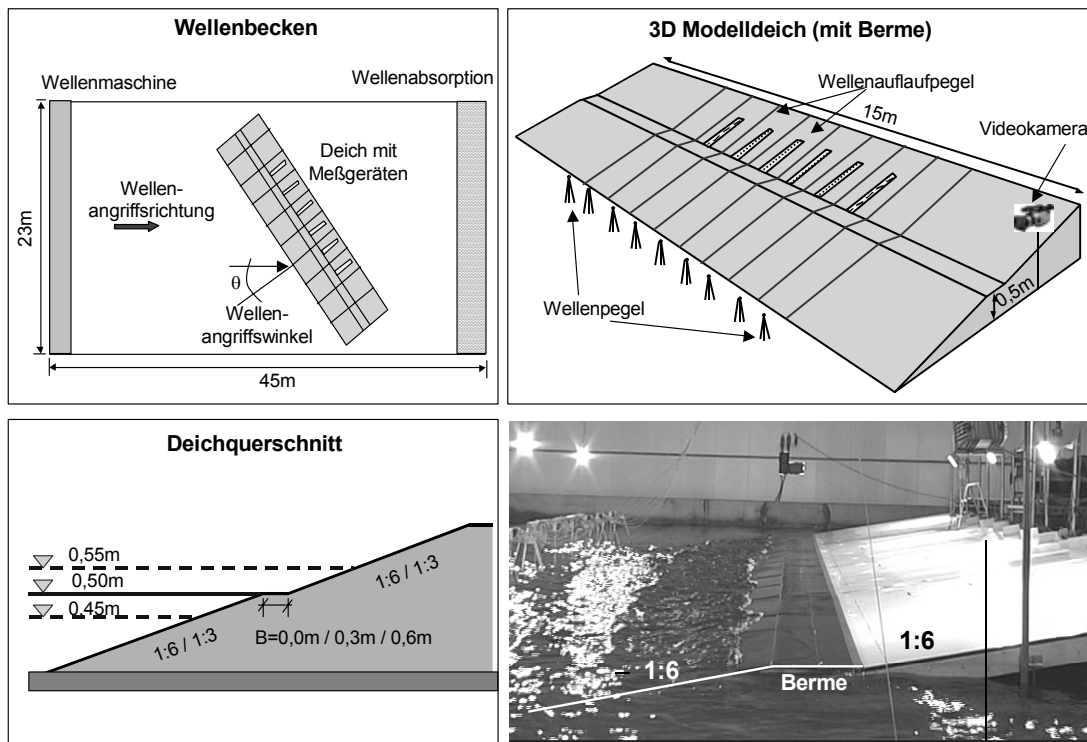 Wellenbecken
Wellenmaschine
Wellenabsorption
Deich mit
Meßgeräten
Wellen-
angriffsrichtung
23m
θ
Wellen-
angriffswinkel
45m
3D Modelldeich (mit Berme)
Wellenauflaufpegel
15m
Videokamera
Wellenpegel
0,5m
Deichquerschnitt
0,55m
0,50m
0.45m
1:6 / 1:3
1:6 / 1:3
B=0,0m / 0,3m / 0,6m
1:6
1:6
Berme